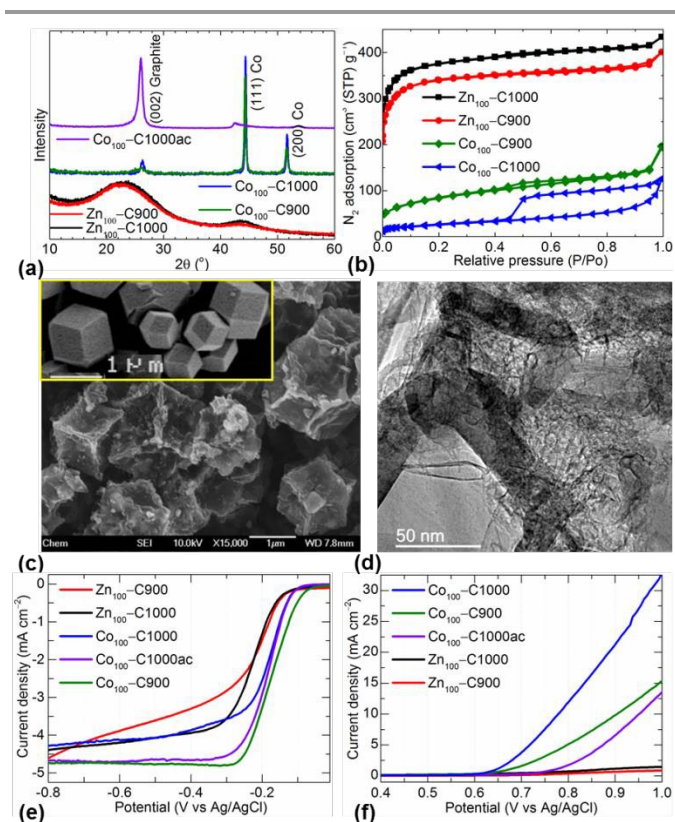 (002) Graphite
(111) Co
(200) Co
Co100–C1000ac
Co100–C1000
Co100–C900
Zn100–C900
Zn100–C1000
Intensity
10 20 30 40 50 60
2θ (°)
(a)
400
300
200
100
0
N2 adsorption (cm3 (STP) g-1)
Zn100–C1000
Zn100–C900
Co100–C900
Co100–C1000
0.0 0.2 0.4 0.6 0.8 1.0
Relative pressure (P/Po)
(b)
1 µm
Chem SEI 10.0kV X15,000 1µm WD 7.8mm
(c)
50 nm
(d)
0
-1
-2
-3
-4
-5
Current density (mA cm-2)
Zn100–C900
Zn100–C1000
Co100–C1000
Co100–C1000ac
Co100–C900
-0.8 -0.6 -0.4 -0.2
Potential (V vs Ag/AgCl)
(e)
30
25
20
15
10
5
0
Current density (mA cm-2)
Co100–C1000
Co100–C900
Co100–C1000ac
Zn100–C1000
Zn100–C900
0.4 0.5 0.6 0.7 0.8 0.9 1.0
Potential (V vs Ag/AgCl)
(f)